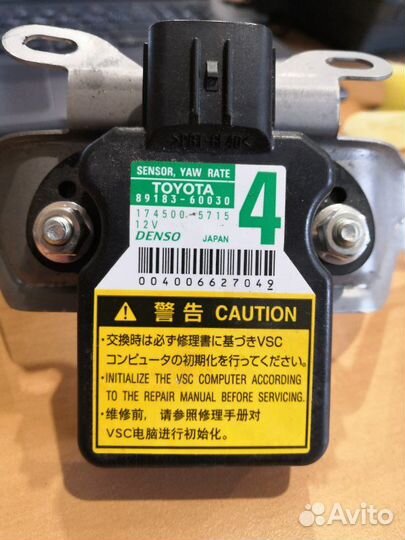 >PBT-GF40<
SENSOR, YAW RATE
TOYOTA
89183-60030
174500-5715
12V
DENSO JAPAN
4
0040066270492
警告 CAUTION
・交換時は必ず修理書に基づきVSC
コンピュータの初期化を行ってください。
・INITIALIZE THE VSC COMPUTER ACCORDING
TO THE REPAIR MANUAL BEFORE SERVICING.
・维修前，请参照修理手册对
VSC电脑进行初始化。
Avito